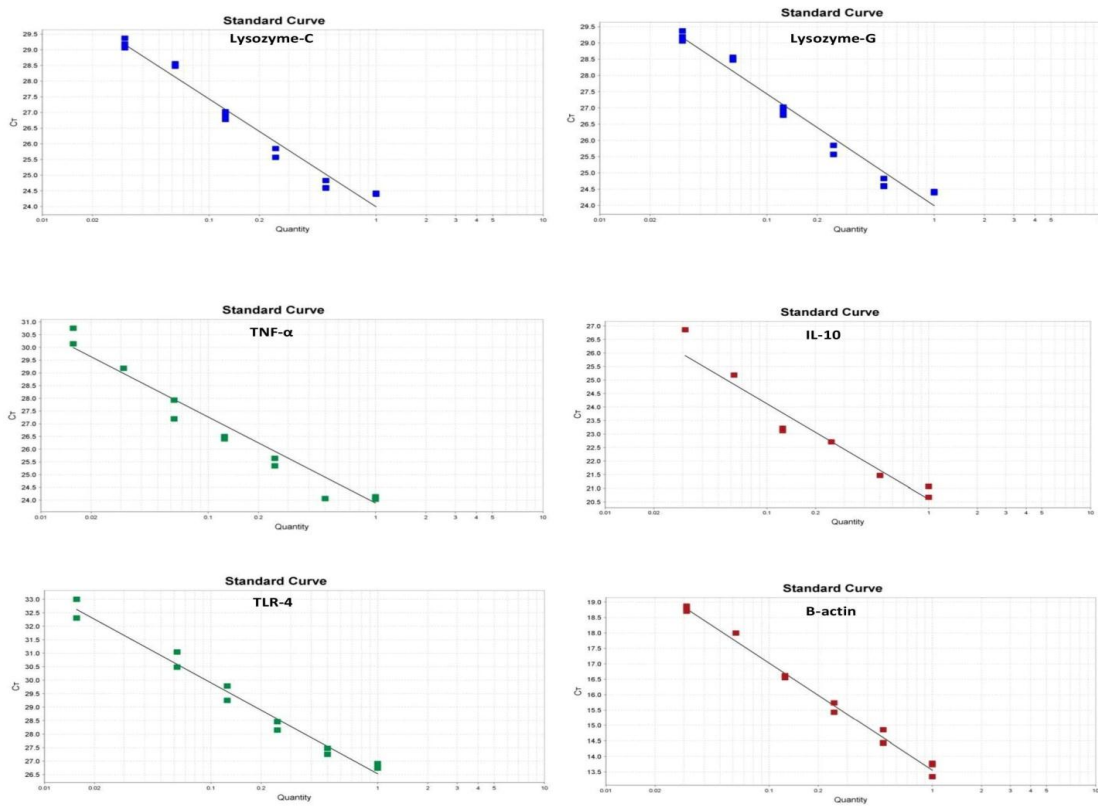 Standard Curve
Lysozyme-C
29.5
29.0
28.5
28.0
27.5
27.0
26.5
26.0
25.5
25.0
24.5
24.0
CT
0.01 0.02 0.1 0.2 1 2 3 4 5 10
Quantity
Standard Curve
Lysozyme-G
29.5
29.0
28.5
28.0
27.5
27.0
26.5
26.0
25.5
25.0
24.5
24.0
CT
0.01 0.02 0.1 0.2 1 2 3 4 5
Quantity
Standard Curve
TNF-α
31.0
30.5
30.0
29.5
29.0
28.5
28.0
27.5
27.0
26.5
26.0
25.5
25.0
24.5
24.0
CT
0.01 0.02 0.1 0.2 1 2 3 4 5 10
Quantity
Standard Curve
IL-10
27.0
26.5
26.0
25.5
25.0
24.5
24.0
23.5
23.0
22.5
22.0
21.5
21.0
20.5
CT
0.01 0.02 0.1 0.2 1 2 3 4 5 10
Quantity
Standard Curve
TLR-4
33.0
32.5
32.0
31.5
31.0
30.5
30.0
29.5
29.0
28.5
28.0
27.5
27.0
26.5
CT
0.01 0.02 0.1 0.2 1 2 3 4 5 10
Quantity
Standard Curve
B-actin
19.0
18.5
18.0
17.5
17.0
16.5
16.0
15.5
15.0
14.5
14.0
13.5
CT
0.01 0.02 0.1 0.2 1 2 3 4 5 10
Quantity